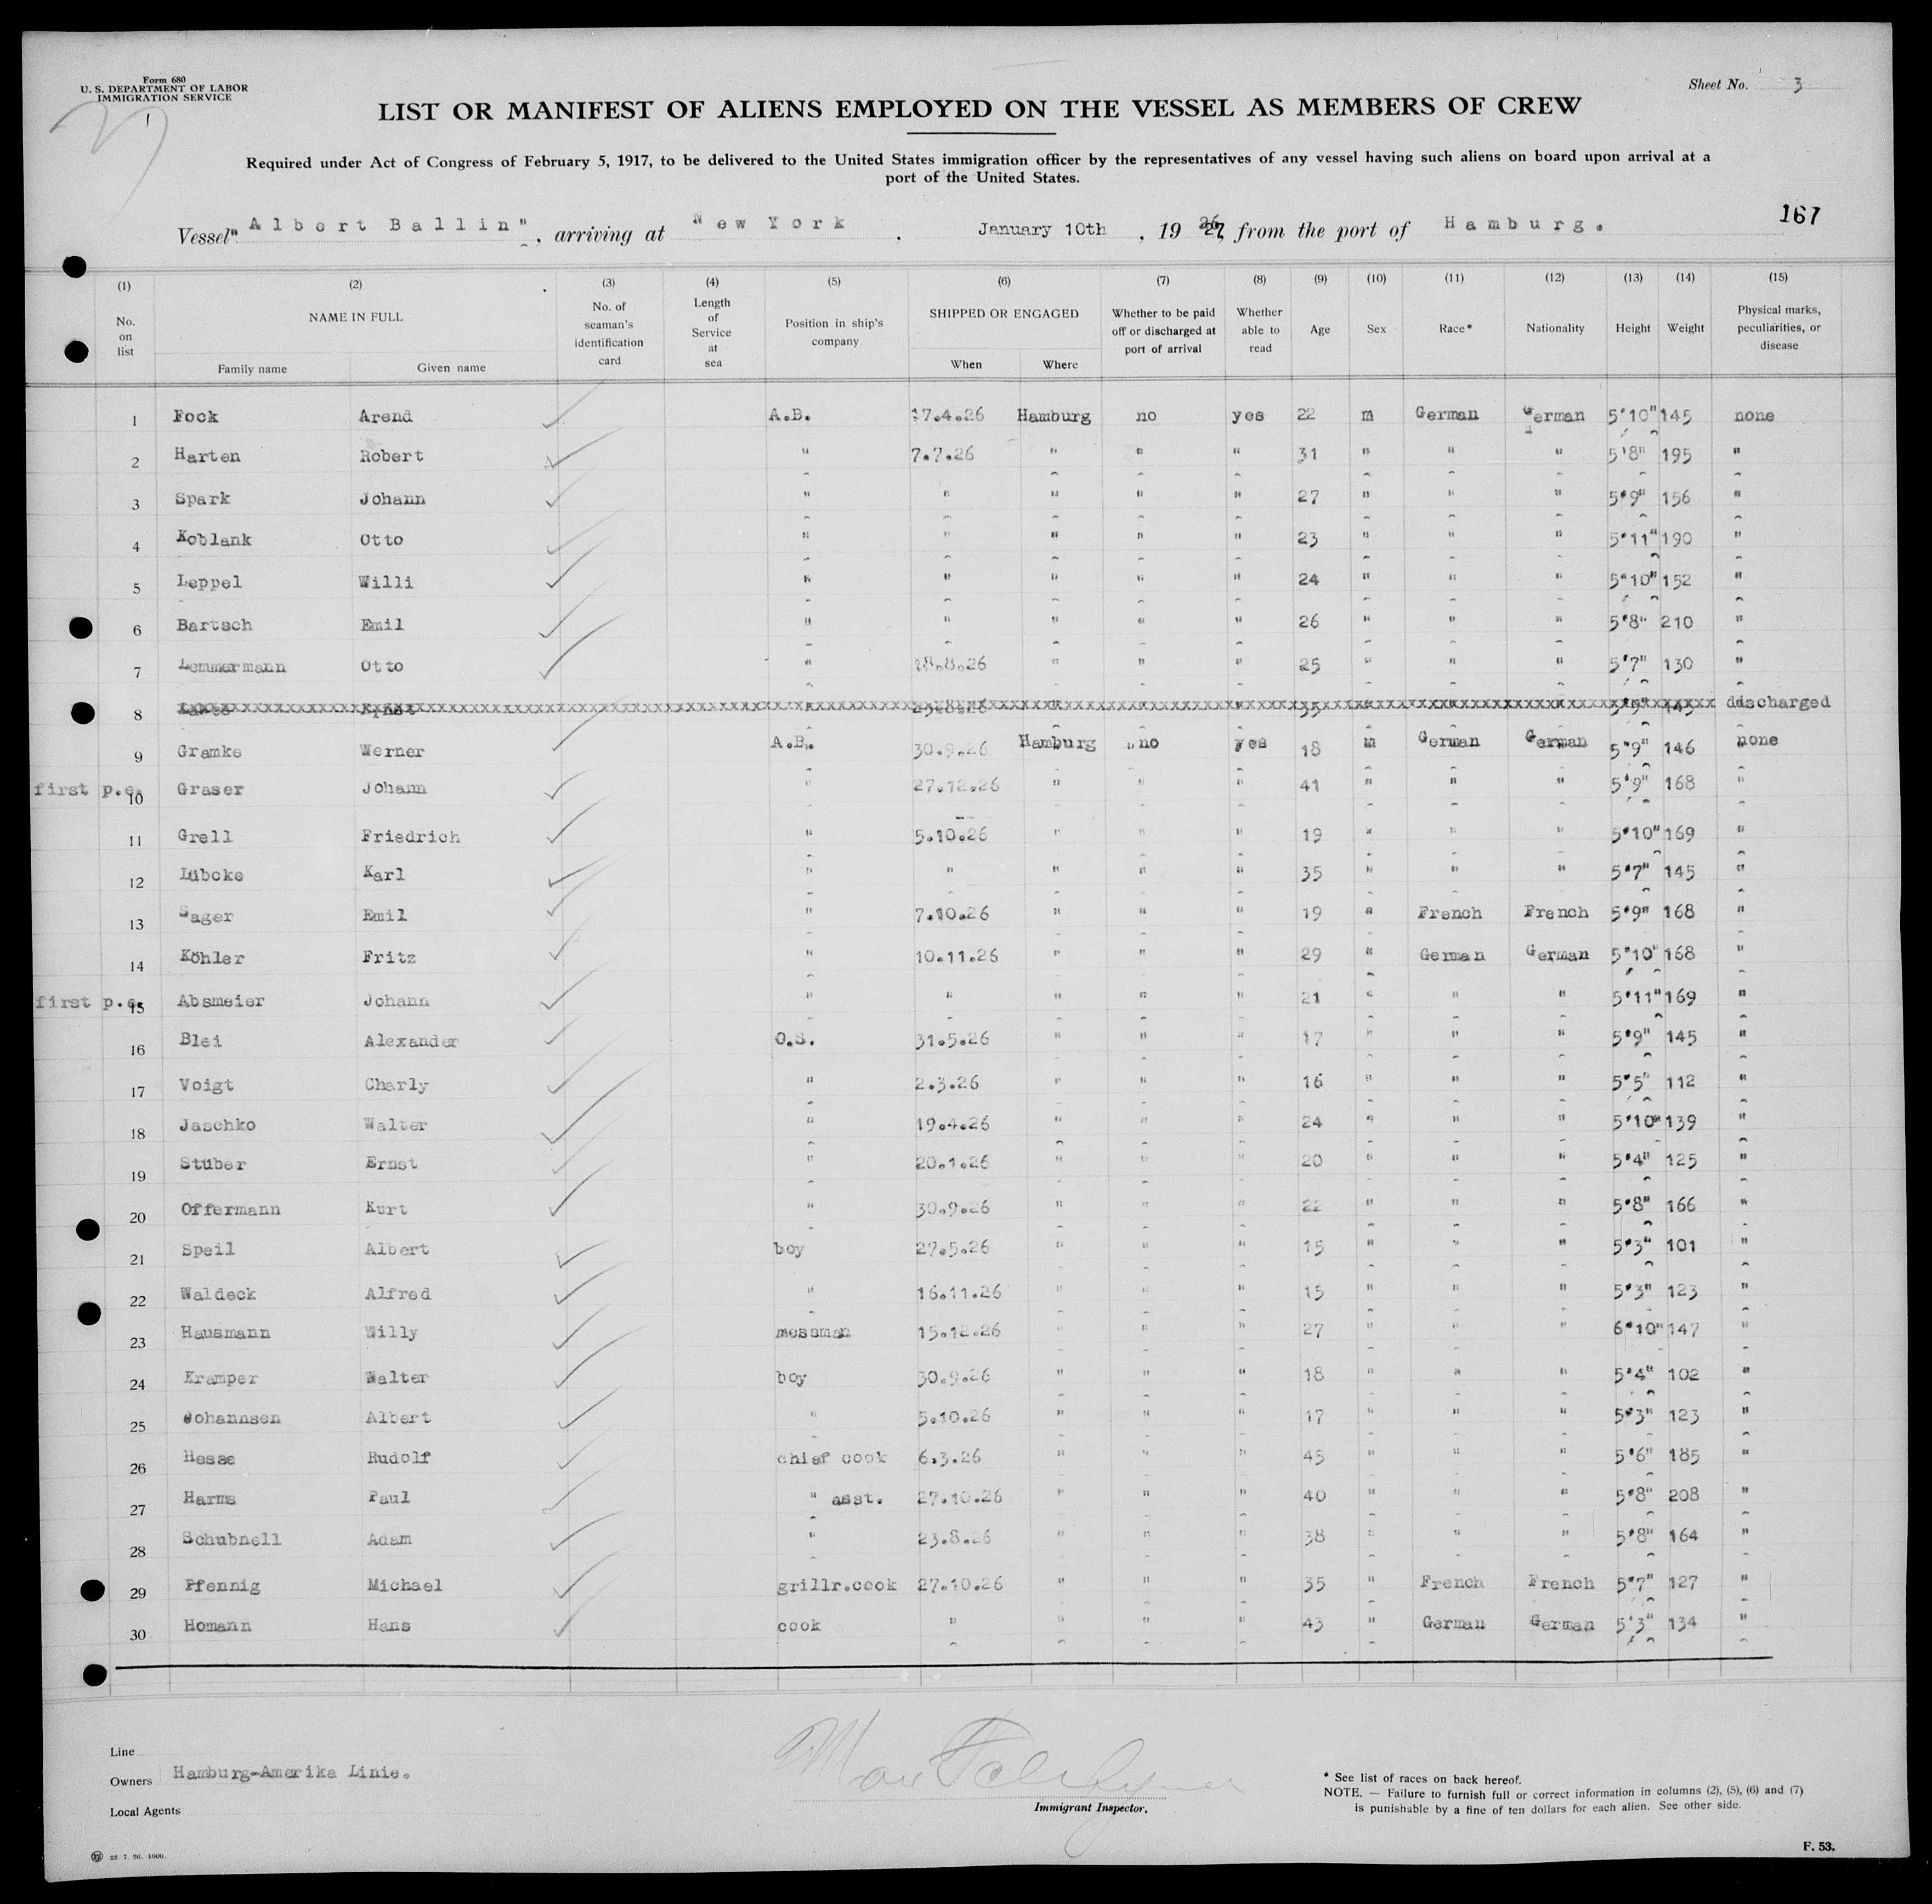 Form 680
U. S. DEPARTMENT OF LABOR
IMMIGRATION SERVICE
Sheet No. 3
LIST OR MANIFEST OF ALIENS EMPLOYED ON THE VESSEL AS MEMBERS OF CREW
Required under Act of Congress of February 5, 1917, to be delivered to the United States immigration officer by the representatives of any vessel having such aliens on board upon arrival at a
port of the United States.
167
Vessel "Albert Ballin", arriving at New York, January 10th, 19 27, from the port of Hamburg.
(1) (2) (3) (4) (5) (6) (7) (8) (9) (10) (11) (12) (13) (14) (15)
No. on list NAME IN FULL Family name Given name No. of seaman's identification card Length of Service at sea Position in ship's company SHIPPED OR ENGAGED When Where Whether to be paid off or discharged at port of arrival Whether able to read Age Sex Race* Nationality Height Weight Physical marks, peculiarities, or disease
1 Fock Arend A.B. 17.4.26 Hamburg no yes 22 m German German 5'10" 145 none
2 Harten Robert " 7.7.26 " " " 31 " " " 5'8" 195 "
3 Spark Johann " " " " " 27 " " " 5'9" 156 "
4 Koblank Otto " " " " " 23 " " " 5'11" 190 "
5 Leppel Willi " " " " " 24 " " " 5'10" 152 "
6 Bartsch Emil " " " " " 26 " " " 5'8" 210 "
7 Lemmermann Otto " 18.8.26 " " " 25 " " " 5'7" 130 "
8 Ernst discharged
9 Gramke Werner A.B. 30.9.26 Hamburg no yes 18 m German German 5'9" 146 none
first p.e. 10 Graser Johann " 27.12.26 " " " 41 " " " 5'9" 168 "
11 Grell Friedrich " 5.10.26 " " " 19 " " " 5'10" 169 "
12 Lübcke Karl " " " " " 35 " " " 5'7" 145 "
13 Sager Emil " 7.10.26 " " " 19 " French French 5'9" 168 "
14 Köhler Fritz " 10.11.26 " " " 29 " German German 5'10" 168 "
first p.e. 15 Absmeier Johann " " " " " 21 " " " 5'11" 169 "
16 Blei Alexander O.S. 31.5.26 " " " 17 " " " 5'9" 145 "
17 Voigt Charly " 2.3.26 " " " 16 " " " 5'5" 112 "
18 Jaschko Walter " 19.4.26 " " " 24 " " " 5'10" 139 "
19 Stüber Ernst " 20.1.26 " " " 20 " " " 5'4" 125 "
20 Offermann Kurt " 30.9.26 " " " 22 " " " 5'8" 166 "
21 Speil Albert boy 27.5.26 " " " 15 " " " 5'3" 101 "
22 Waldeck Alfred " 16.11.26 " " " 15 " " " 5'3" 123 "
23 Hausmann Willy messman 15.12.26 " " " 27 " " " 6'10" 147 "
24 Kramper Walter boy 30.9.26 " " " 18 " " " 5'4" 102 "
25 Johannsen Albert " 5.10.26 " " " 17 " " " 5'3" 123 "
26 Hesse Rudolf chief cook 6.3.26 " " " 45 " " " 5'6" 185 "
27 Harms Paul " asst. 27.10.26 " " " 40 " " " 5'8" 208 "
28 Schubnell Adam " 23.8.26 " " " 38 " " " 5'8" 164 "
29 Pfennig Michael grillr.cook 27.10.26 " " " 35 " French French 5'7" 127 "
30 Homann Hans cook " " " " 43 " German German 5'3" 134 "
Line
Owners Hamburg-Amerika Linie.
Local Agents
Immigrant Inspector.
* See list of races on back hereof.
NOTE. — Failure to furnish full or correct information in columns (2), (5), (6) and (7)
is punishable by a fine of ten dollars for each alien. See other side.
23. 7. 26. 1000.
F. 53.